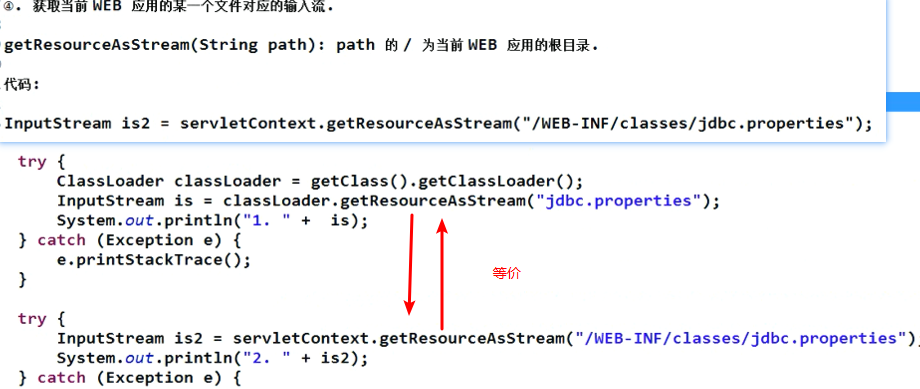 ④. 获取当前 WEB 应用的某一个文件对应的输入流.
getResourceAsStream(String path): path 的 / 为当前 WEB 应用的根目录.
代码:
InputStream is2 = servletContext.getResourceAsStream("/WEB-INF/classes/jdbc.properties");
try {
ClassLoader classLoader = getClass().getClassLoader();
InputStream is = classLoader.getResourceAsStream("jdbc.properties");
System.out.println("1. " +  is);
} catch (Exception e) {
e.printStackTrace();
}
等价
try {
InputStream is2 = servletContext.getResourceAsStream("/WEB-INF/classes/jdbc.properties")
System.out.println("2. " + is2);
} catch (Exception e) {